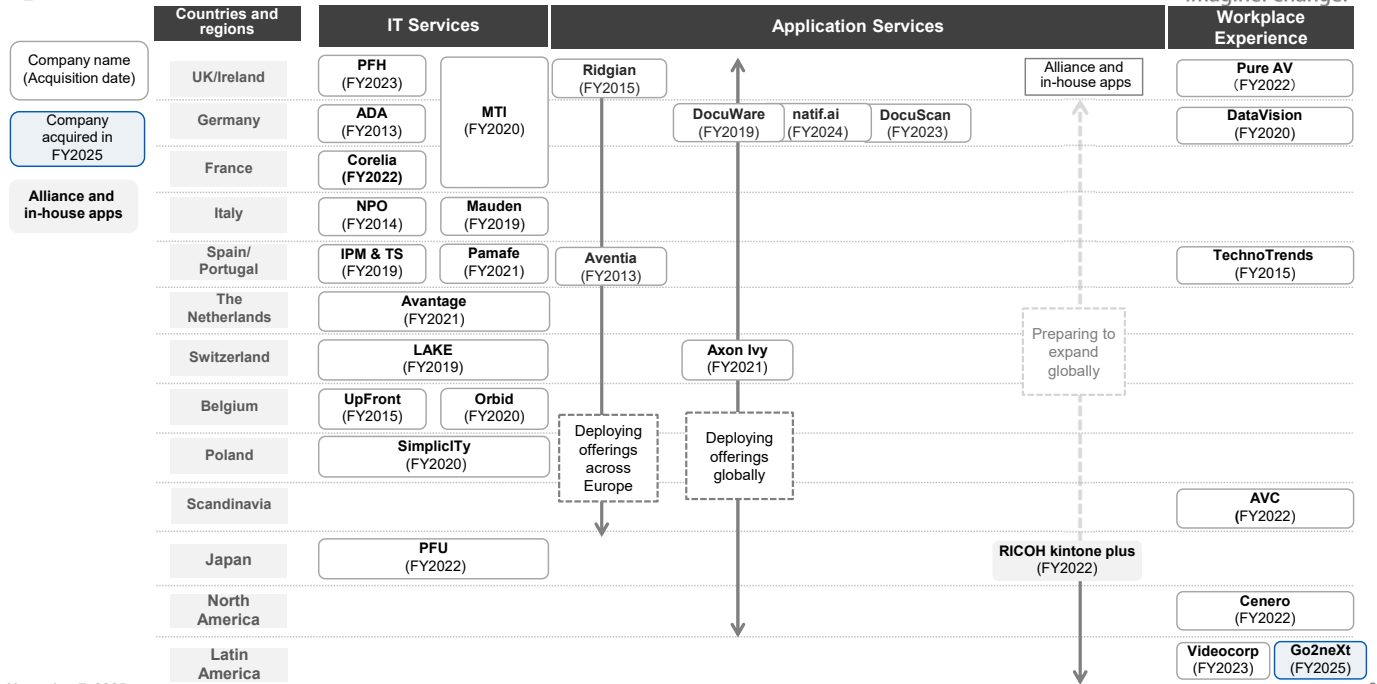 Countries and
regions
IT Services
Application Services
Workplace
Experience
Company name
(Acquisition date)
Company
acquired in
FY2025
Alliance and
in-house apps
UK/Ireland
PFH
(FY2023)
MTI
(FY2020)
Ridgian
(FY2015)
Alliance and
in-house apps
Pure AV
(FY2022)
Germany
ADA
(FY2013)
DocuWare
(FY2019)
natif.ai
(FY2024)
DocuScan
(FY2023)
DataVision
(FY2020)
France
Corelia
(FY2022)
Italy
NPO
(FY2014)
Mauden
(FY2019)
Spain/
Portugal
IPM & TS
(FY2019)
Pamafe
(FY2021)
Aventia
(FY2013)
TechnoTrends
(FY2015)
The
Netherlands
Avantage
(FY2021)
Switzerland
LAKE
(FY2019)
Axon Ivy
(FY2021)
Preparing to
expand
globally
Belgium
UpFront
(FY2015)
Orbid
(FY2020)
Deploying
offerings
across
Europe
Deploying
offerings
globally
Poland
SimplicITy
(FY2020)
Scandinavia
AVC
(FY2022)
Japan
PFU
(FY2022)
RICOH kintone plus
(FY2022)
North
America
Cenero
(FY2022)
Latin
America
Videocorp
(FY2023)
Go2neXt
(FY2025)